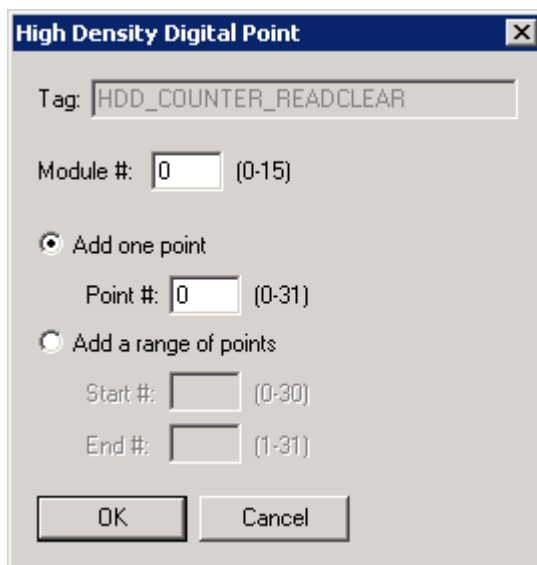 High Density Digital Point
Tag: HDD_COUNTER_READCLEAR
Module #: 0 (0-15)
Add one point
Point #: 0 (0-31)
Add a range of points
Start #: (0-30)
End #: (1-31)
OK Cancel